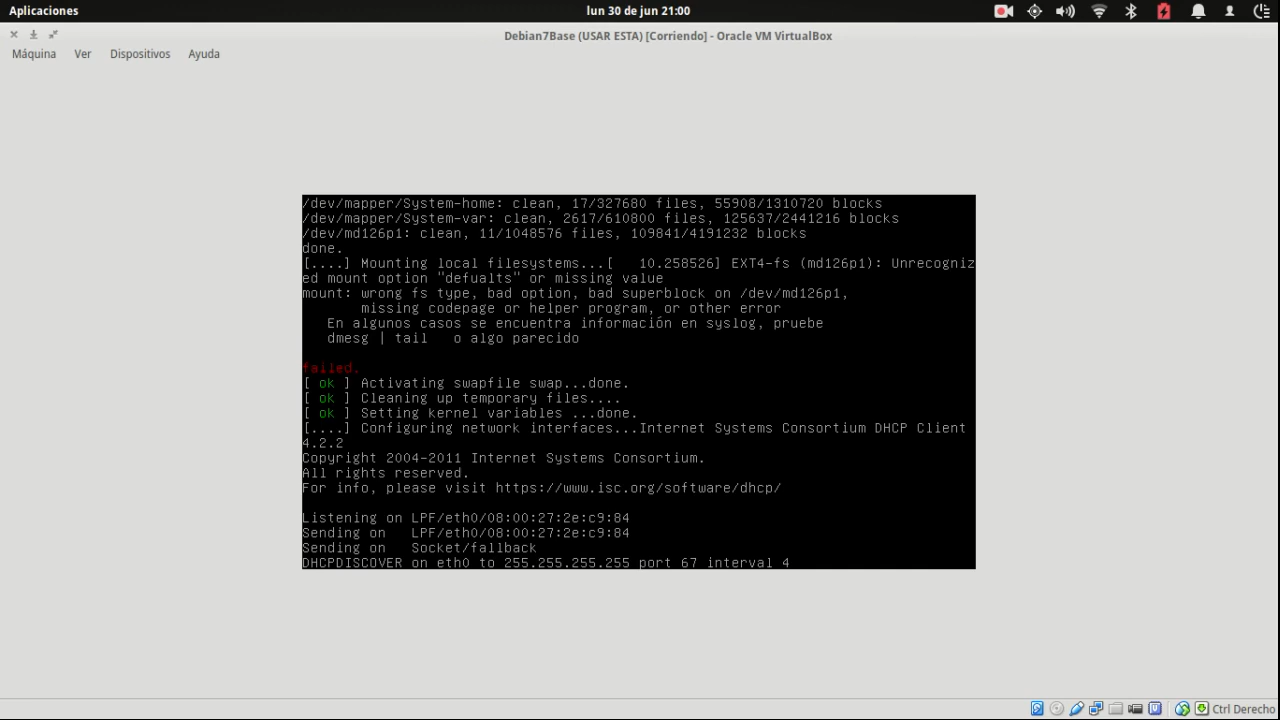 Aplicaciones
lun 30 de jun 21:00
Debian7Base (USAR ESTA) [Corriendo] - Oracle VM VirtualBox
Máquina Ver Dispositivos Ayuda
/dev/mapper/System-home: clean, 17/327680 files, 55908/1310720 blocks
/dev/mapper/System-var: clean, 2617/610800 files, 125637/2441216 blocks
/dev/md126p1: clean, 11/1048576 files, 109841/4191232 blocks
done.
[....] Mounting local filesystems...[   10.258526] EXT4-fs (md126p1): Unrecogniz
ed mount option "defualts" or missing value
mount: wrong fs type, bad option, bad superblock on /dev/md126p1,
       missing codepage or helper program, or other error
   En algunos casos se encuentra información en syslog, pruebe
   dmesg | tail   o algo parecido
failed.
[ ok ] Activating swapfile swap...done.
[ ok ] Cleaning up temporary files....
[ ok ] Setting kernel variables ...done.
[....] Configuring network interfaces...Internet Systems Consortium DHCP Client
4.2.2
Copyright 2004-2011 Internet Systems Consortium.
All rights reserved.
For info, please visit https://www.isc.org/software/dhcp/
Listening on LPF/eth0/08:00:27:2e:c9:84
Sending on   LPF/eth0/08:00:27:2e:c9:84
Sending on   Socket/fallback
DHCPDISCOVER on eth0 to 255.255.255.255 port 67 interval 4
Ctrl Derecho